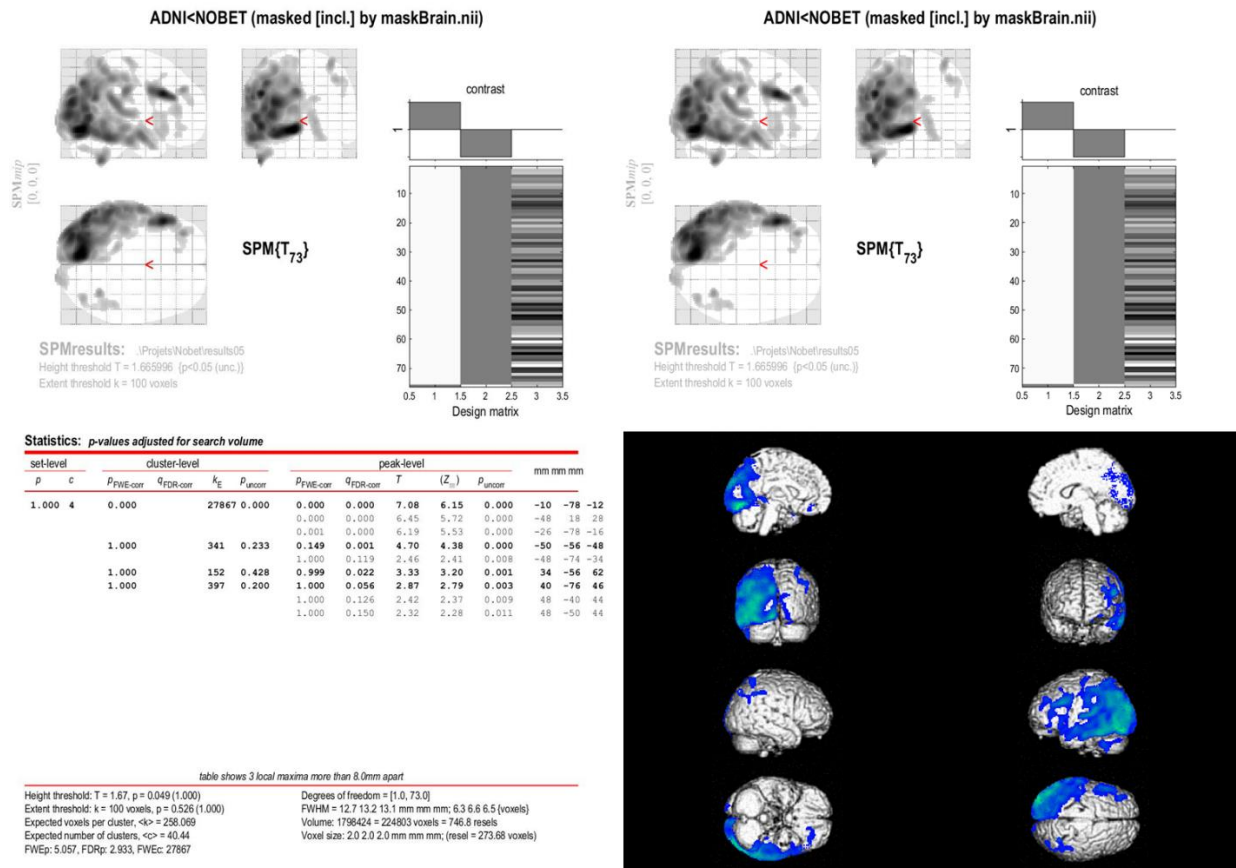 ADNI<NOBET (masked [incl.] by maskBrain.nii)
SPMmip
[0, 0, 0]
<
<
<
SPM{T73}
contrast
1
10
20
30
40
50
60
70
0.5 1 1.5 2 2.5 3 3.5
Design matrix
SPMresults: .\Projets\Nobet\results05
Height threshold T = 1.665996 {p<0.05 (unc.)}
Extent threshold k = 100 voxels
ADNI<NOBET (masked [incl.] by maskBrain.nii)
SPMmip
[0, 0, 0]
<
<
<
SPM{T73}
contrast
1
10
20
30
40
50
60
70
0.5 1 1.5 2 2.5 3 3.5
Design matrix
SPMresults: .\Projets\Nobet\results05
Height threshold T = 1.665996 {p<0.05 (unc.)}
Extent threshold k = 100 voxels
Statistics: p-values adjusted for search volume
set-level cluster-level peak-level mm mm mm
p c pFWE-corr qFDR-corr kE puncorr pFWE-corr qFDR-corr T (Z≡) puncorr
1.000 4 0.000 27867 0.000 0.000 0.000 7.08 6.15 0.000 -10 -78 -12
0.000 0.000 6.45 5.72 0.000 -48 18 28
0.001 0.000 6.19 5.53 0.000 -26 -78 -16
1.000 341 0.233 0.149 0.001 4.70 4.38 0.000 -50 -56 -48
1.000 0.119 2.46 2.41 0.008 -48 -74 -34
1.000 152 0.428 0.999 0.022 3.33 3.20 0.001 34 -56 62
1.000 397 0.200 1.000 0.056 2.87 2.79 0.003 40 -76 46
1.000 0.126 2.42 2.37 0.009 48 -40 44
1.000 0.150 2.32 2.28 0.011 48 -50 44
table shows 3 local maxima more than 8.0mm apart
Height threshold: T = 1.67, p = 0.049 (1.000)
Extent threshold: k = 100 voxels, p = 0.526 (1.000)
Expected voxels per cluster, <k> = 258.069
Expected number of clusters, <c> = 40.44
FWEp: 5.057, FDRp: 2.933, FWEc: 27867
Degrees of freedom = [1.0, 73.0]
FWHM = 12.7 13.2 13.1 mm mm mm; 6.3 6.6 6.5 {voxels}
Volume: 1798424 = 224803 voxels = 746.8 resels
Voxel size: 2.0 2.0 2.0 mm mm mm; (resel = 273.68 voxels)